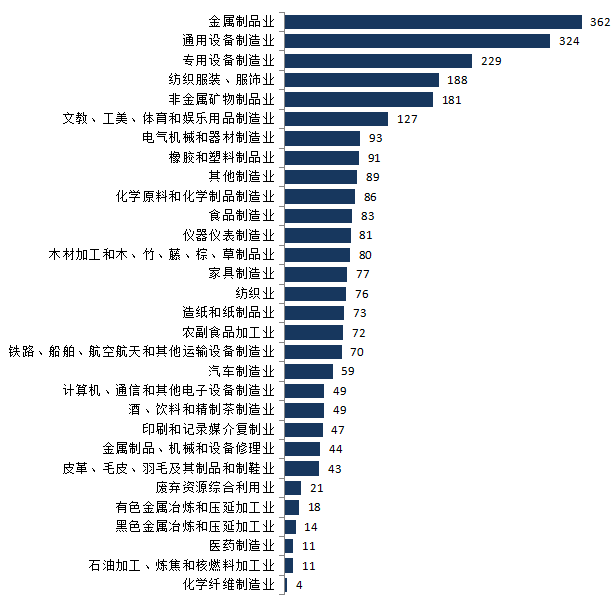 金属制品业 362
通用设备制造业 324
专用设备制造业 229
纺织服装、服饰业 188
非金属矿物制品业 181
文教、工美、体育和娱乐用品制造业 127
电气机械和器材制造业 93
橡胶和塑料制品业 91
其他制造业 89
化学原料和化学制品制造业 86
食品制造业 83
仪器仪表制造业 81
木材加工和木、竹、藤、棕、草制品业 80
家具制造业 77
纺织业 76
造纸和纸制品业 73
农副食品加工业 72
铁路、船舶、航空航天和其他运输设备制造业 70
汽车制造业 59
计算机、通信和其他电子设备制造业 49
酒、饮料和精制茶制造业 49
印刷和记录媒介复制业 47
金属制品、机械和设备修理业 44
皮革、毛皮、羽毛及其制品和制鞋业 43
废弃资源综合利用业 21
有色金属冶炼和压延加工业 18
黑色金属冶炼和压延加工业 14
医药制造业 11
石油加工、炼焦和核燃料加工业 11
化学纤维制造业 4